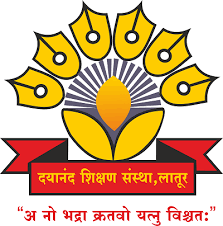 दयानंद शिक्षण संस्था,लातूर
“अ नो भद्रा क्रतवो यत्नु विश्वतः”